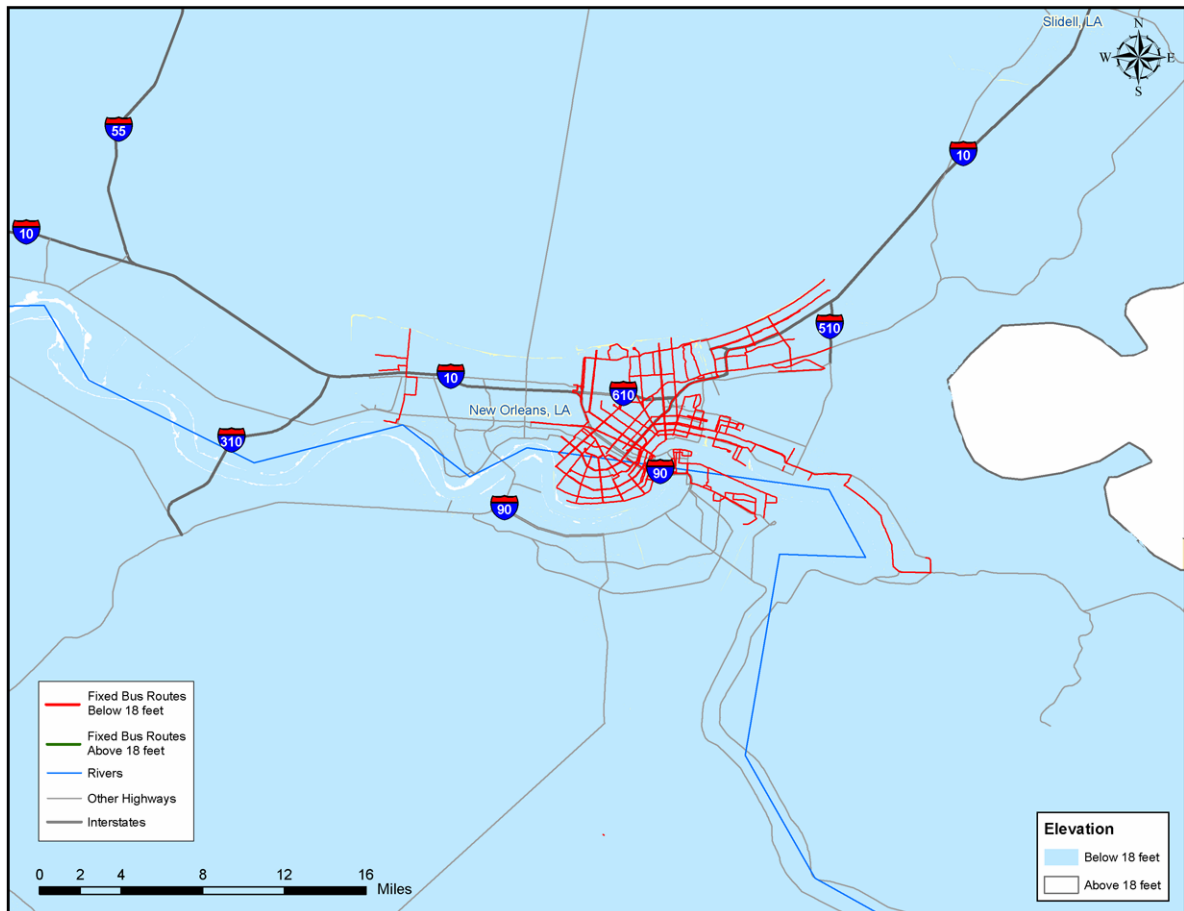 Slidell, LA
N
W E
S
55
10
10
510
10
610
New Orleans, LA
310
90
90
Fixed Bus Routes
Below 18 feet
Fixed Bus Routes
Above 18 feet
Rivers
Other Highways
Interstates
0 2 4 8 12 16
Miles
Elevation
Below 18 feet
Above 18 feet